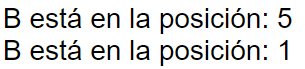 B está en la posición: 5
B está en la posición: 1